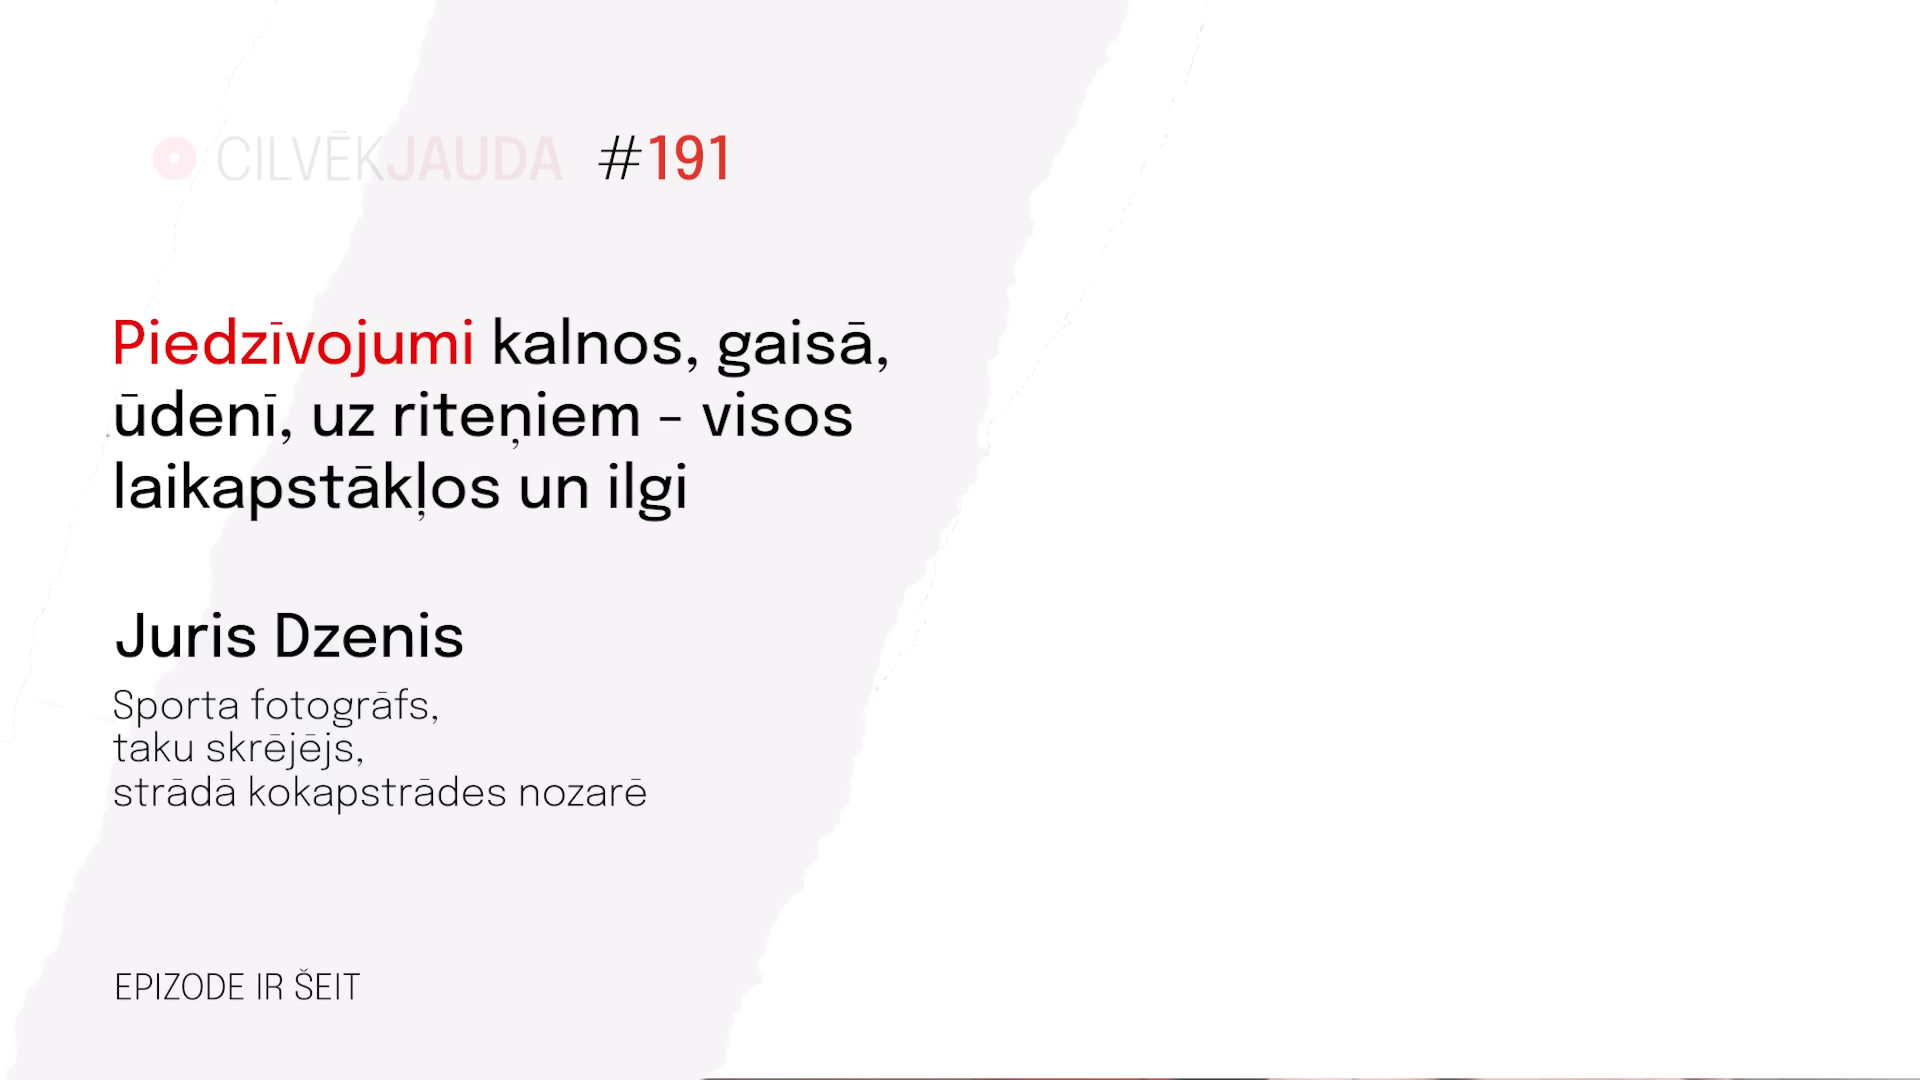 CILVĒKJAUDA #191
Piedzīvojumi kalnos, gaisā,
ūdenī, uz riteņiem – visos
laikapstākļos un ilgi
Juris Dzenis
Sporta fotogrāfs,
taku skrējējs,
strādā kokapstrādes nozarē
EPIZODE IR ŠEIT